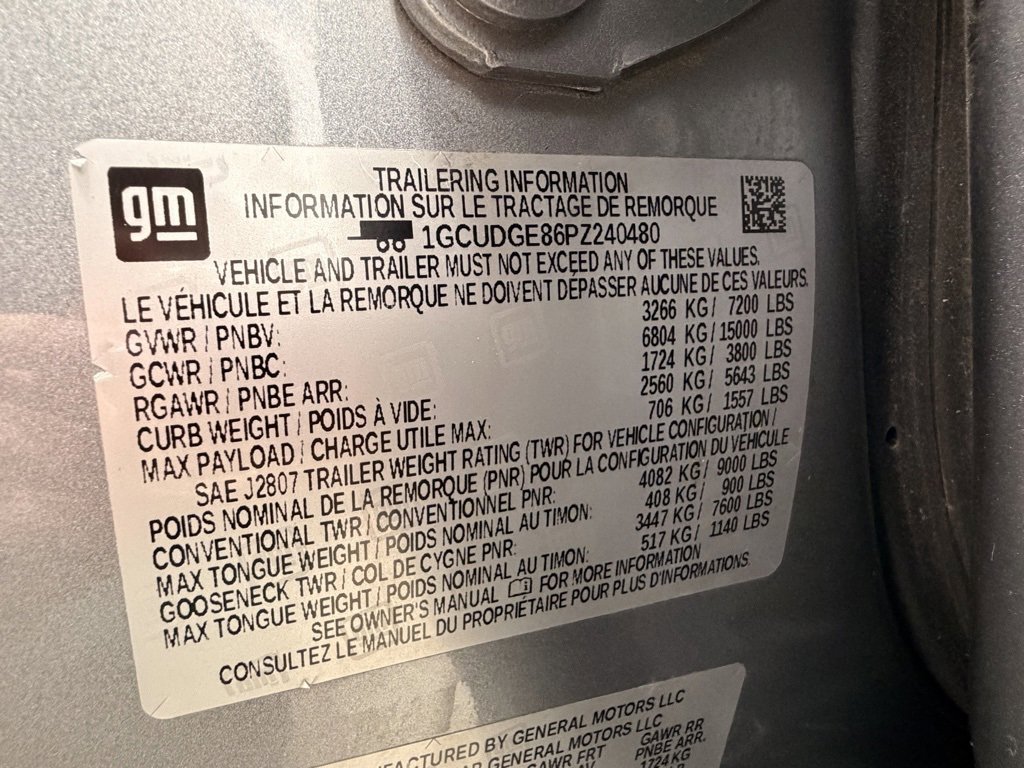 gm
TRAILERING INFORMATION
INFORMATION SUR LE TRACTAGE DE REMORQUE
1GCUDGE86PZ240480
VEHICLE AND TRAILER MUST NOT EXCEED ANY OF THESE VALUES.
LE VÉHICULE ET LA REMORQUE NE DOIVENT DÉPASSER AUCUNE DE CES VALEURS.
GVWR / PNBV: 3266 KG / 7200 LBS
GCWR / PNBC: 6804 KG / 15000 LBS
RGAWR / PNBE ARR: 1724 KG / 3800 LBS
CURB WEIGHT / POIDS À VIDE: 2560 KG / 5643 LBS
MAX PAYLOAD / CHARGE UTILE MAX: 706 KG / 1557 LBS
SAE J2807 TRAILER WEIGHT RATING (TWR) FOR VEHICLE CONFIGURATION /
POIDS NOMINAL DE LA REMORQUE (PNR) POUR LA CONFIGURATION DU VÉHICULE
CONVENTIONAL TWR / CONVENTIONNEL PNR: 4082 KG / 9000 LBS
MAX TONGUE WEIGHT / POIDS NOMINAL AU TIMON: 408 KG / 900 LBS
GOOSENECK TWR / COL DE CYGNE PNR: 3447 KG / 7600 LBS
MAX TONGUE WEIGHT / POIDS NOMINAL AU TIMON: 517 KG / 1140 LBS
SEE OWNER'S MANUAL FOR MORE INFORMATION
CONSULTEZ LE MANUEL DU PROPRIÉTAIRE POUR PLUS D'INFORMATIONS.
BY GENERAL MOTORS LLC
GENERAL MOTORS LLC
GAWR FRT GAWR RR
PNBE ARR.
1724 KG